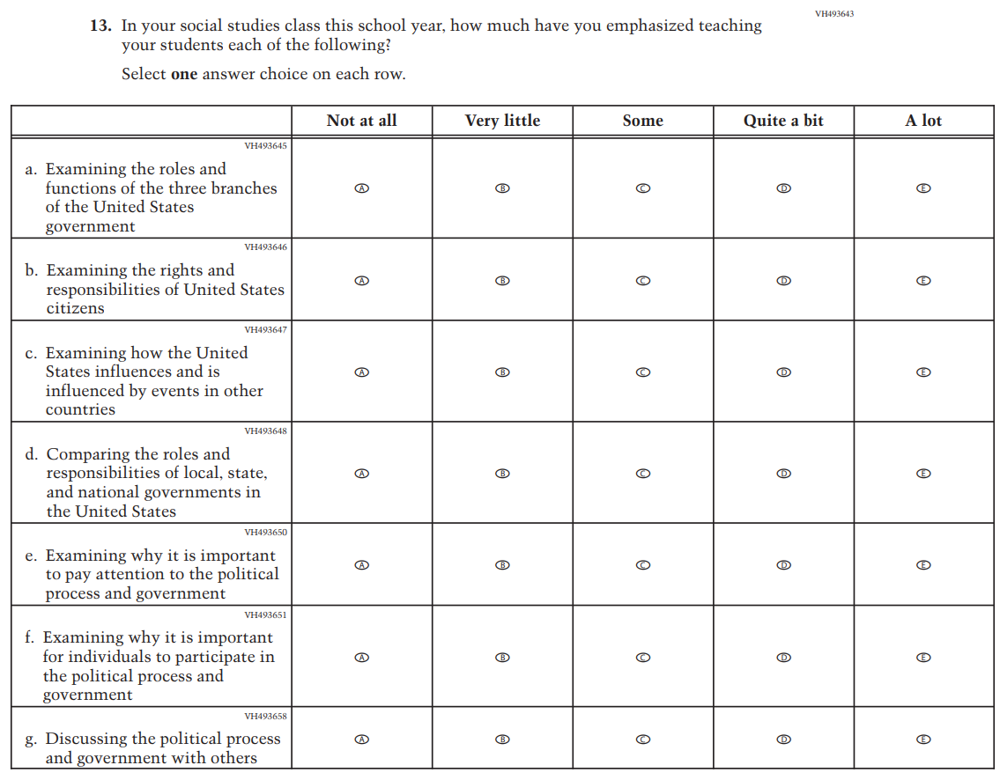 VH493643
13. In your social studies class this school year, how much have you emphasized teaching
your students each of the following?
Select one answer choice on each row.
Not at all Very little Some Quite a bit A lot
VH493645
a. Examining the roles and
functions of the three branches
of the United States
government
A B C D E
VH493646
b. Examining the rights and
responsibilities of United States
citizens
A B C D E
VH493647
c. Examining how the United
States influences and is
influenced by events in other
countries
A B C D E
VH493648
d. Comparing the roles and
responsibilities of local, state,
and national governments in
the United States
A B C D E
VH493650
e. Examining why it is important
to pay attention to the political
process and government
A B C D E
VH493651
f. Examining why it is important
for individuals to participate in
the political process and
government
A B C D E
VH493658
g. Discussing the political process
and government with others
A B C D E